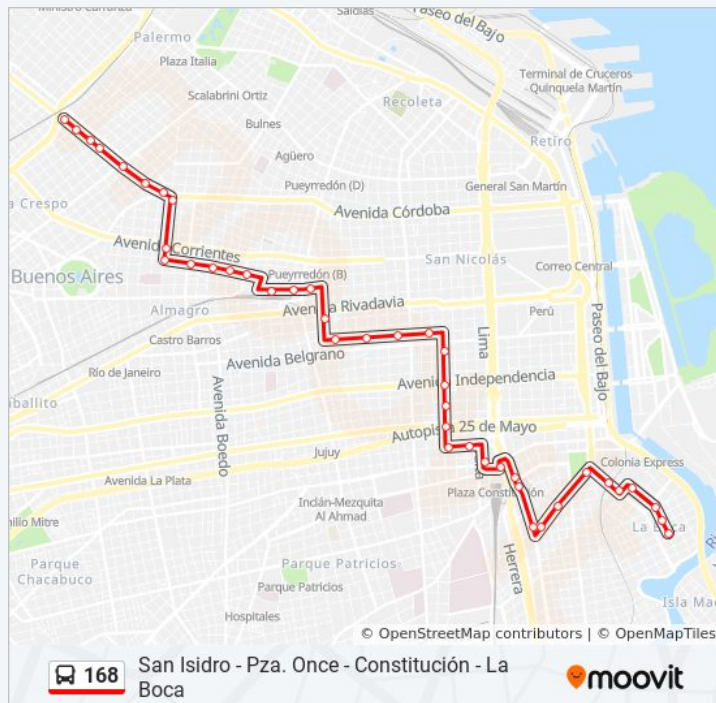 Ministro Carranza
Saldías
Paseo del Bajo
Palermo
Plaza Italia
Terminal de Cruceros
Quinquela Martín
Scalabrini Ortiz
Recoleta
Bulnes
Retiro
Agüero
Pueyrredón (D)
General San Martín
a Crespo
Avenida Córdoba
Avenida Corrientes
San Nicolás
Correo Central
Buenos Aires
Pueyrredón (B)
Almagro
Avenida Rivadavia
Perú
Paseo del Bajo
Castro Barros
Lima
Avenida Belgrano
Río de Janeiro
Avenida Independencia
aballito
Avenida Boedo
Autopista 25 de Mayo
Jujuy
Colonia Express
Avenida La Plata
Plaza Constitución
Inclán-Mezquita
Al Ahmad
milio Mitre
La Boca
Herrera
Parque
Chacabuco
Parque Patricios
Parque Patricios
Isla Ma
Hospitales
© OpenStreetMap contributors | © OpenMapTiles
168
San Isidro - Pza. Once - Constitución - La
Boca
moovit